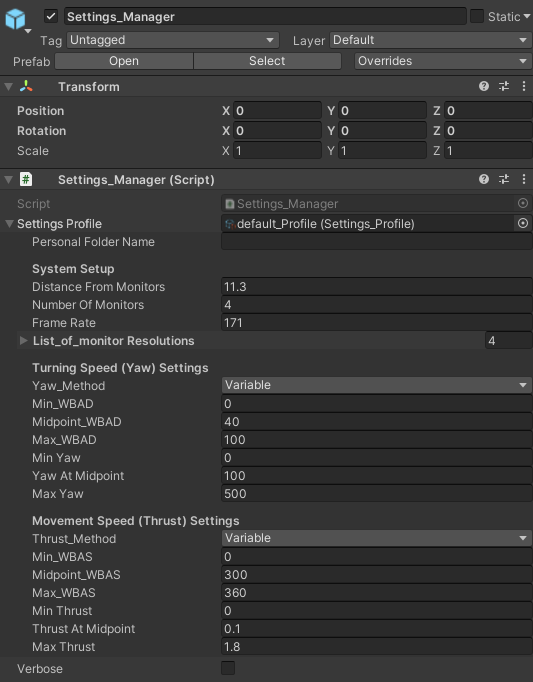 Settings_Manager Static
Tag Untagged Layer Default
Prefab Open Select Overrides
Transform
Position X 0 Y 0 Z 0
Rotation X 0 Y 0 Z 0
Scale X 1 Y 1 Z 1
# Settings_Manager (Script)
Script Settings_Manager
Settings Profile default_Profile (Settings_Profile)
Personal Folder Name
System Setup
Distance From Monitors 11.3
Number Of Monitors 4
Frame Rate 171
List_of_monitor Resolutions 4
Turning Speed (Yaw) Settings
Yaw_Method Variable
Min_WBAD 0
Midpoint_WBAD 40
Max_WBAD 100
Min Yaw 0
Yaw At Midpoint 100
Max Yaw 500
Movement Speed (Thrust) Settings
Thrust_Method Variable
Min_WBAS 0
Midpoint_WBAS 300
Max_WBAS 360
Min Thrust 0
Thrust At Midpoint 0.1
Max Thrust 1.8
Verbose